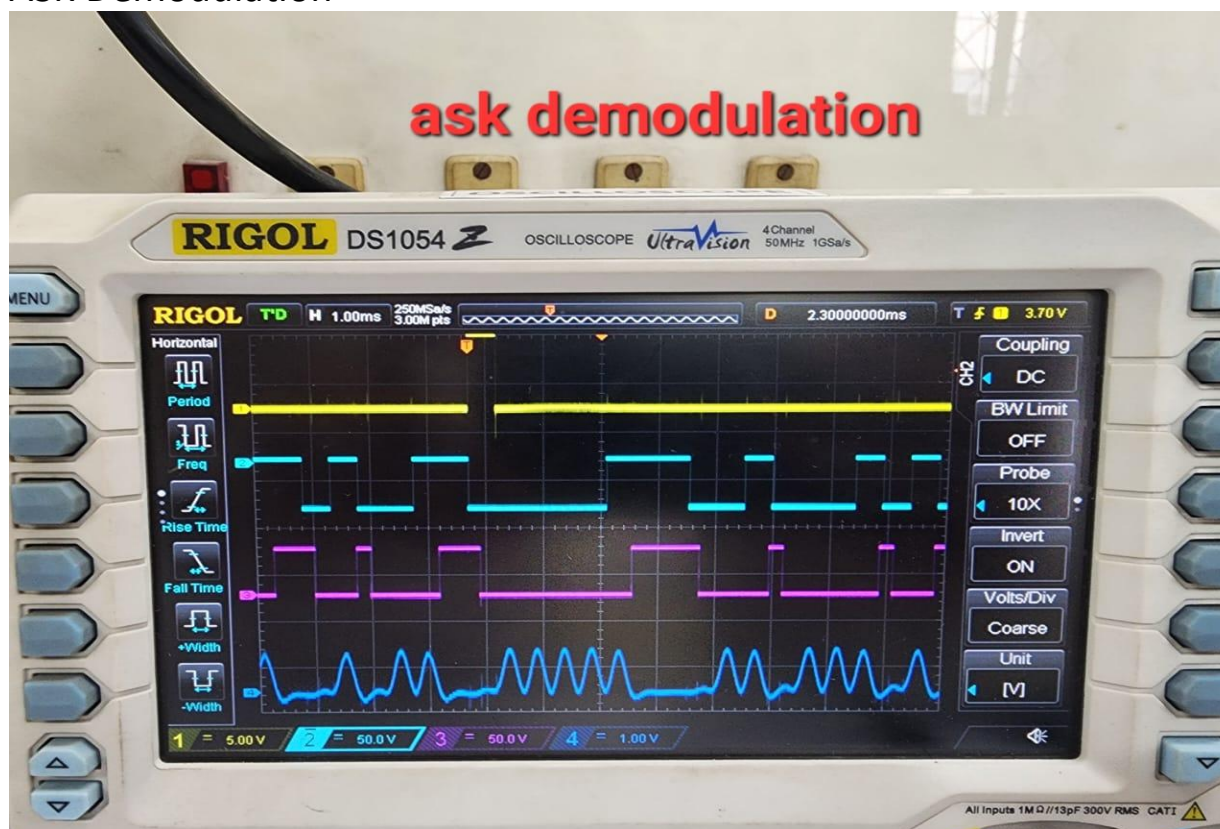 ask demodulation
RIGOL DS1054 Z OSCILLOSCOPE UltraVision 4 Channel
50MHz 1GSa/s
MENU
RIGOL T'D H 1.00ms 250MSa/s
3.00M pts
D 2.30000000ms T 1 3.70 V
Horizontal
Period
Freq
Rise Time
Fall Time
+Width
-Width
CH2
Coupling
DC
BW Limit
OFF
Probe
10X
Invert
ON
Volts/Div
Coarse
Unit
[V]
1 = 5.00 V 2 = 50.0 V 3 = 50.0 V 4 = 1.00 V
All Inputs 1MΩ//13pF 300V RMS CAT I